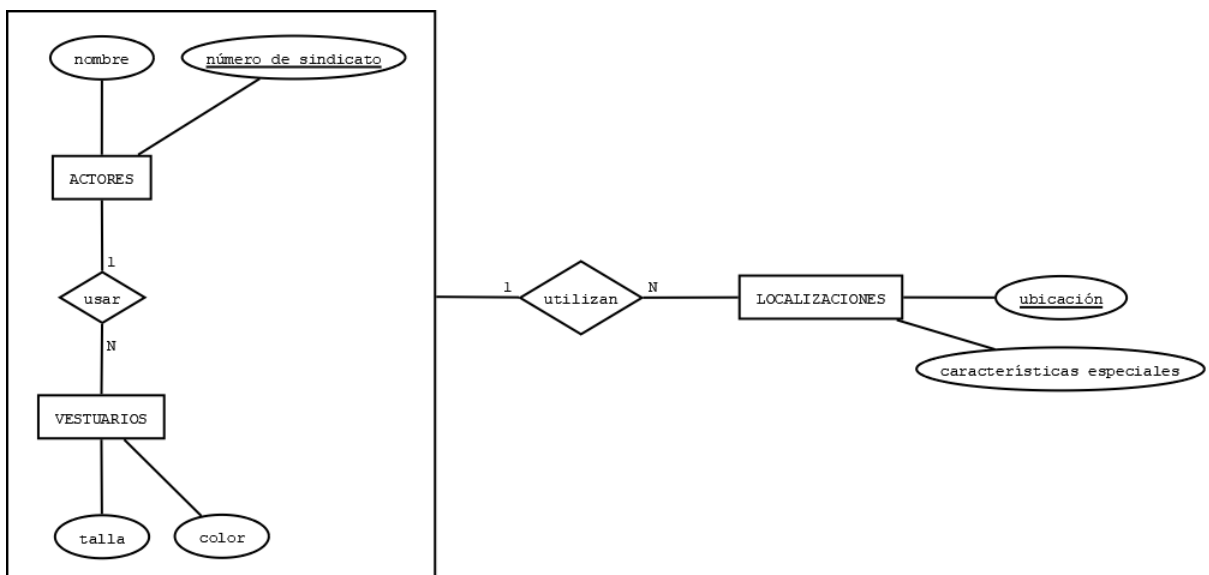 nombre
número de sindicato
ACTORES
1
usar
N
VESTUARIOS
talla
color
1
utilizan
N
LOCALIZACIONES
ubicación
características especiales